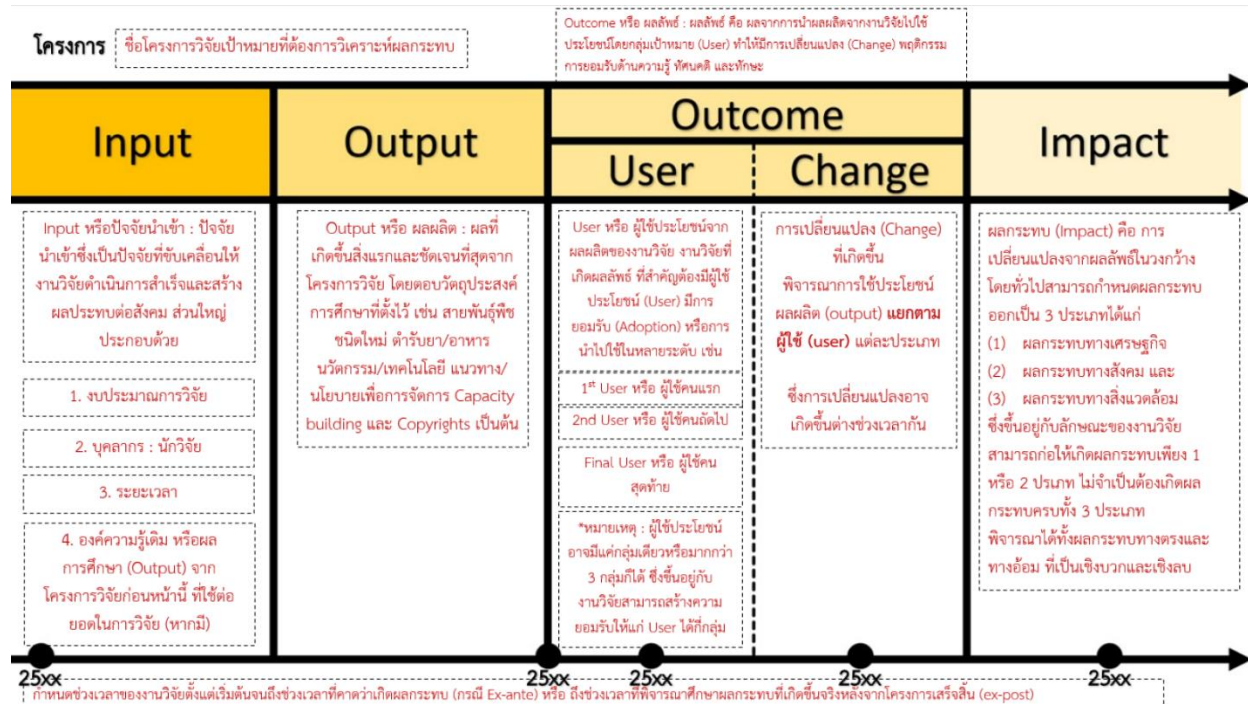 โครงการ
ชื่อโครงการวิจัยเป้าหมายที่ต้องการวิเคราะห์ผลกระทบ
Outcome หรือ ผลลัพธ์ : ผลลัพธ์ คือ ผลจากการนำผลผลิตจากงานวิจัยไปใช้
ประโยชน์โดยกลุ่มเป้าหมาย (User) ทำให้มีการเปลี่ยนแปลง (Change) พฤติกรรม
การยอมรับด้านความรู้ ทัศนคติ และทักษะ
Input
Output
Outcome
User
Change
Impact
Input หรือปัจจัยนำเข้า : ปัจจัย
นำเข้าซึ่งเป็นปัจจัยที่ขับเคลื่อนให้
งานวิจัยดำเนินการสำเร็จและสร้าง
ผลประทบต่อสังคม ส่วนใหญ่
ประกอบด้วย
1. งบประมาณการวิจัย
2. บุคลากร : นักวิจัย
3. ระยะเวลา
4. องค์ความรู้เดิม หรือผล
การศึกษา (Output) จาก
โครงการวิจัยก่อนหน้านี้ ที่ใช้ต่อ
ยอดในการวิจัย (หากมี)
Output หรือ ผลผลิต : ผลที่
เกิดขึ้นสิ่งแรกและชัดเจนที่สุดจาก
โครงการวิจัย โดยตอบวัตถุประสงค์
การศึกษาที่ตั้งไว้ เช่น สายพันธุ์พืช
ชนิดใหม่ ตำรับยา/อาหาร
นวัตกรรม/เทคโนโลยี แนวทาง/
นโยบายเพื่อการจัดการ Capacity
building และ Copyrights เป็นต้น
User หรือ ผู้ใช้ประโยชน์จาก
ผลผลิตของงานวิจัย งานวิจัยที่
เกิดผลลัพธ์ ที่สำคัญต้องมีผู้ใช้
ประโยชน์ (User) มีการ
ยอมรับ (Adoption) หรือการ
นำไปใช้ในหลายระดับ เช่น
1st User หรือ ผู้ใช้คนแรก
2nd User หรือ ผู้ใช้คนถัดไป
Final User หรือ ผู้ใช้คน
สุดท้าย
*หมายเหตุ : ผู้ใช้ประโยชน์
อาจมีแค่กลุ่มเดียวหรือมากกว่า
3 กลุ่มก็ได้ ซึ่งขึ้นอยู่กับ
งานวิจัยสามารถสร้างความ
ยอมรับให้แก่ User ได้กี่กลุ่ม
การเปลี่ยนแปลง (Change)
ที่เกิดขึ้น
พิจารณาการใช้ประโยชน์
ผลผลิต (output) แยกตาม
ผู้ใช้ (user) แต่ละประเภท
ซึ่งการเปลี่ยนแปลงอาจ
เกิดขึ้นต่างช่วงเวลากัน
ผลกระทบ (Impact) คือ การ
เปลี่ยนแปลงจากผลลัพธ์ในวงกว้าง
โดยทั่วไปสามารถกำหนดผลกระทบ
ออกเป็น 3 ประเภทได้แก่
(1) ผลกระทบทางเศรษฐกิจ
(2) ผลกระทบทางสังคม และ
(3) ผลกระทบทางสิ่งแวดล้อม
ซึ่งขึ้นอยู่กับลักษณะของงานวิจัย
สามารถก่อให้เกิดผลกระทบเพียง 1
หรือ 2 ปรเภท ไม่จำเป็นต้องเกิดผล
กระทบครบทั้ง 3 ประเภท
พิจารณาได้ทั้งผลกระทบทางตรงและ
ทางอ้อม ที่เป็นเชิงบวกและเชิงลบ
25xx 25xx 25xx 25xx 25xx
กำหนดช่วงเวลาของงานวิจัยตั้งแต่เริ่มต้นจนถึงช่วงเวลาที่คาดว่าเกิดผลกระทบ (กรณี Ex-ante) หรือ ถึงช่วงเวลาที่พิจารณาศึกษาผลกระทบที่เกิดขึ้นจริงหลังจากโครงการเสร็จสิ้น (ex-post)